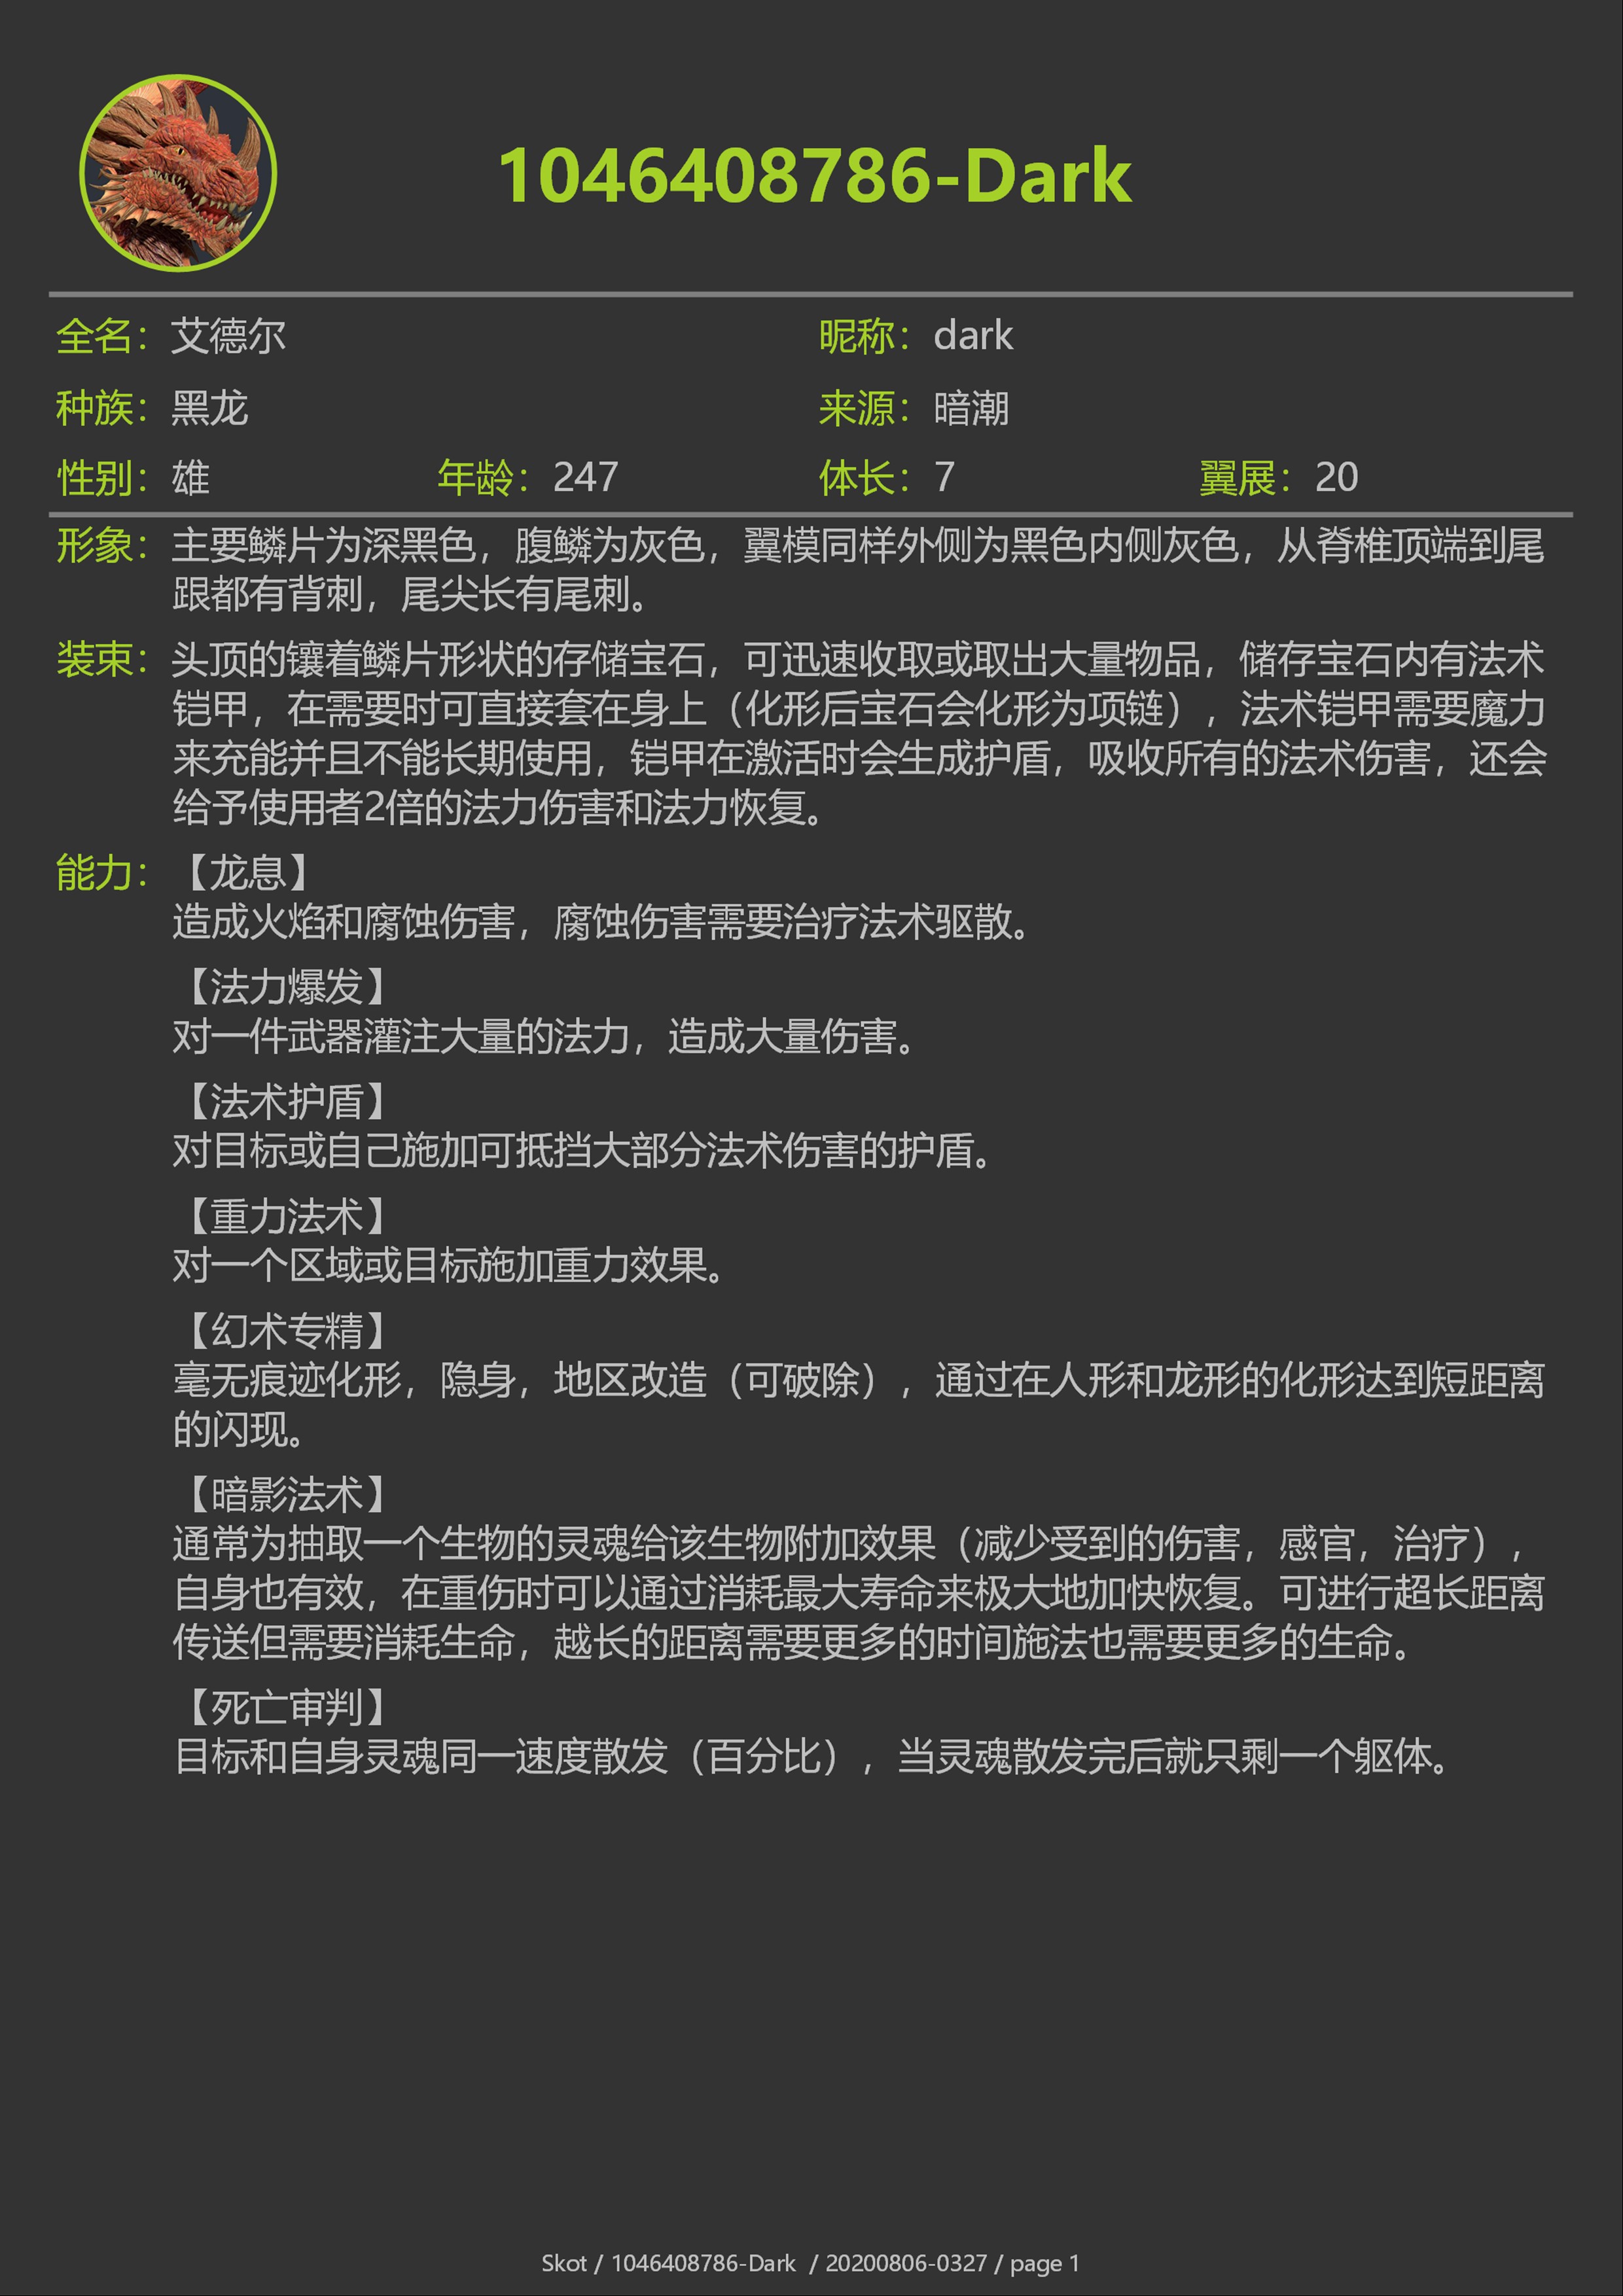 1046408786-Dark
全名：艾德尔 昵称：dark
种族：黑龙 来源：暗潮
性别：雄 年龄：247 体长：7 翼展：20
形象：主要鳞片为深黑色，腹鳞为灰色，翼模同样外侧为黑色内侧灰色，从脊椎顶端到尾
跟都有背刺，尾尖长有尾刺。
装束：头顶的镶着鳞片形状的存储宝石，可迅速收取或取出大量物品，储存宝石内有法术
铠甲，在需要时可直接套在身上（化形后宝石会化形为项链），法术铠甲需要魔力
来充能并且不能长期使用，铠甲在激活时会生成护盾，吸收所有的法术伤害，还会
给予使用者2倍的法力伤害和法力恢复。
能力：【龙息】
造成火焰和腐蚀伤害，腐蚀伤害需要治疗法术驱散。
【法力爆发】
对一件武器灌注大量的法力，造成大量伤害。
【法术护盾】
对目标或自己施加可抵挡大部分法术伤害的护盾。
【重力法术】
对一个区域或目标施加重力效果。
【幻术专精】
毫无痕迹化形，隐身，地区改造（可破除），通过在人形和龙形的化形达到短距离
的闪现。
【暗影法术】
通常为抽取一个生物的灵魂给该生物附加效果（减少受到的伤害，感官，治疗），
自身也有效，在重伤时可以通过消耗最大寿命来极大地加快恢复。可进行超长距离
传送但需要消耗生命，越长的距离需要更多的时间施法也需要更多的生命。
【死亡审判】
目标和自身灵魂同一速度散发（百分比），当灵魂散发完后就只剩一个躯体。
Skot / 1046408786-Dark / 20200806-0327 / page 1